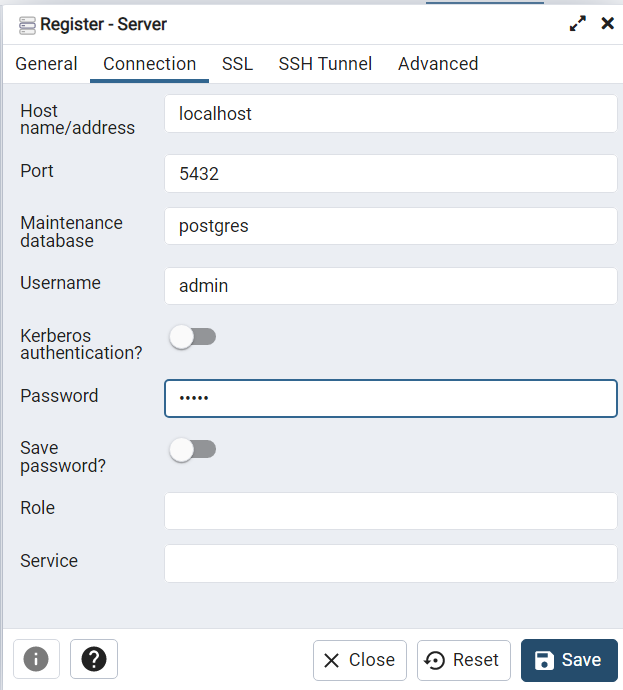 Register - Server
General Connection SSL SSH Tunnel Advanced
Host
name/address
localhost
Port
5432
Maintenance
database
postgres
Username
admin
Kerberos
authentication?
Password
•••••
Save
password?
Role
Service
Close Reset Save